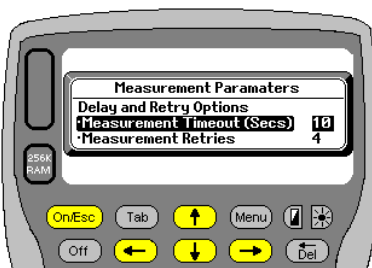 Measurement Paramaters
Delay and Retry Options
·Measurement Timeout (Secs) 10
·Measurement Retries 4
256K
RAM
On/Esc Tab Menu
Off Del